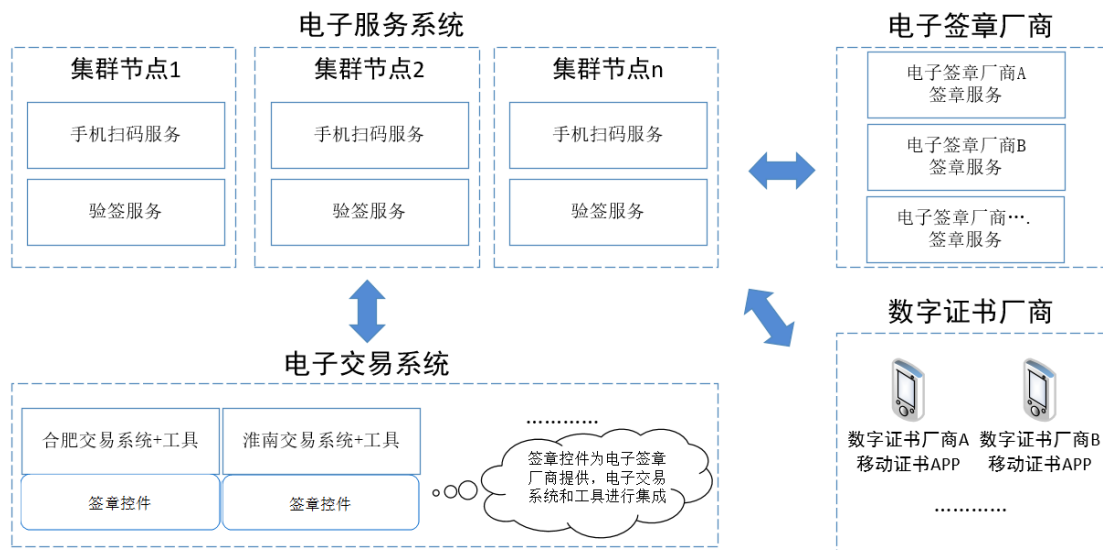 电子服务系统
集群节点1
手机扫码服务
验签服务
集群节点2
手机扫码服务
验签服务
集群节点n
手机扫码服务
验签服务
电子签章厂商
电子签章厂商A
签章服务
电子签章厂商B
签章服务
电子签章厂商….
签章服务
电子交易系统
合肥交易系统+工具
签章控件
淮南交易系统+工具
签章控件
…………
签章控件为电子签章
厂商提供，电子交易
系统和工具进行集成
数字证书厂商
数字证书厂商A
移动证书APP
数字证书厂商B
移动证书APP
…………